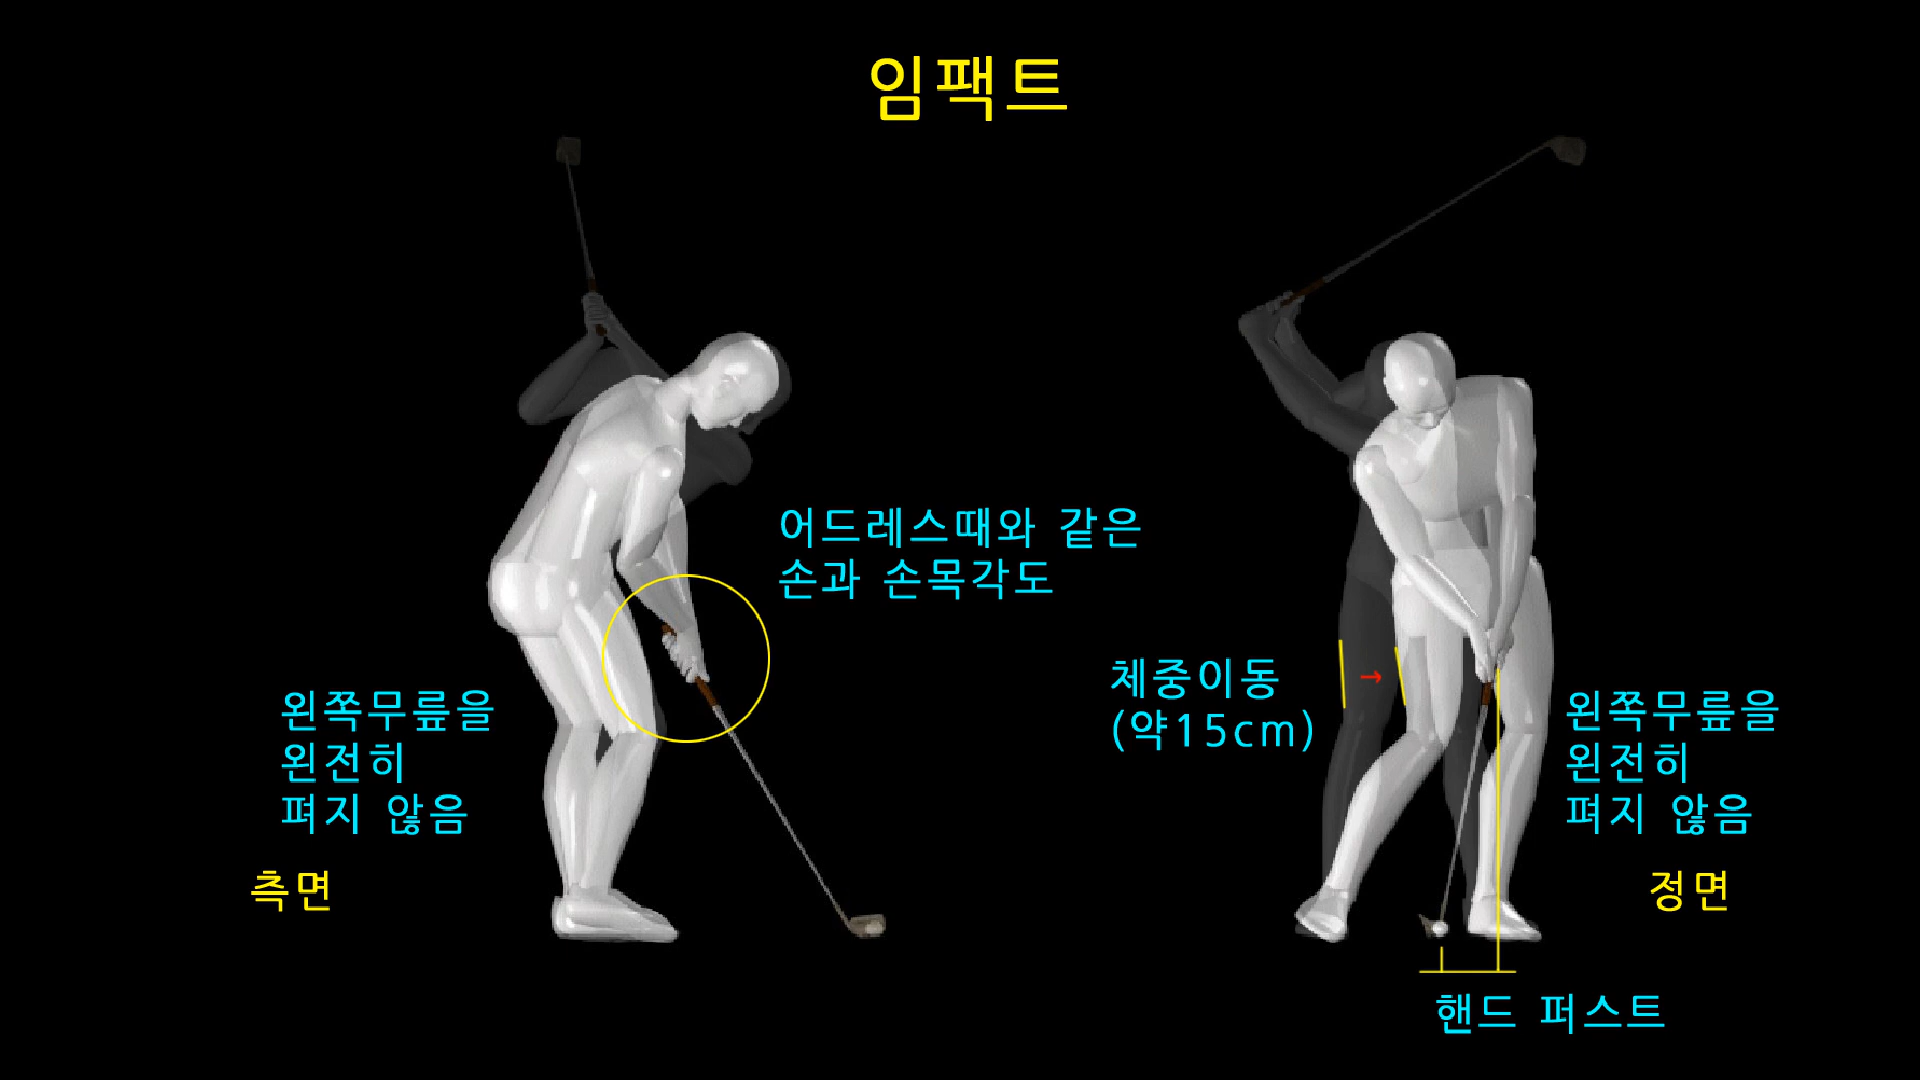 임팩트
어드레스때와 같은
손과 손목각도
체중이동
(약15cm)
왼쪽무릎을
왼전히
펴지 않음
왼쪽무릎을
왼전히
펴지 않음
측면
정면
핸드 퍼스트